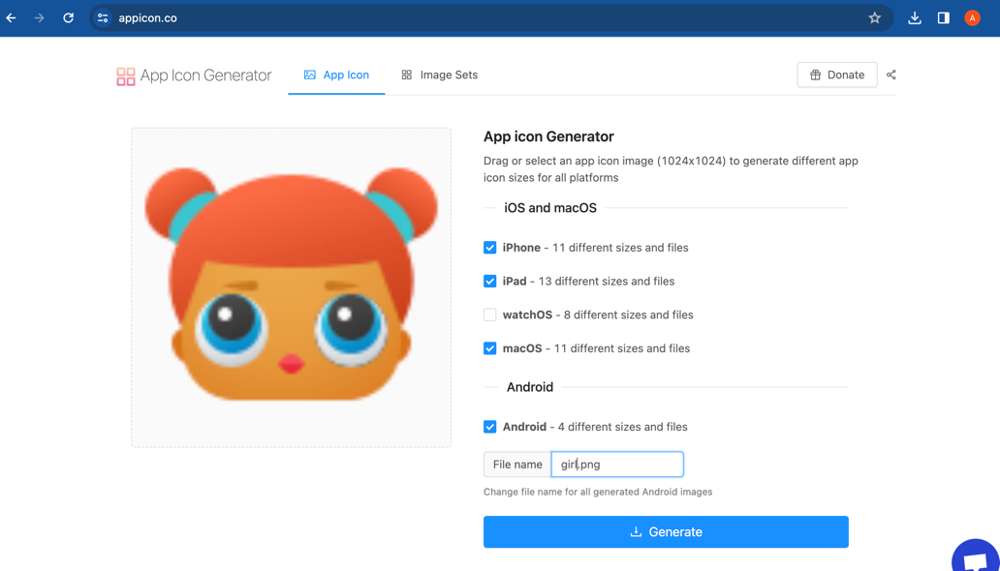 appicon.co
A
App Icon Generator
App Icon
Image Sets
Donate
App icon Generator
Drag or select an app icon image (1024x1024) to generate different app
icon sizes for all platforms
iOS and macOS
iPhone - 11 different sizes and files
iPad - 13 different sizes and files
watchOS - 8 different sizes and files
macOS - 11 different sizes and files
Android
Android - 4 different sizes and files
File name
girl.png
Change file name for all generated Android images
Generate